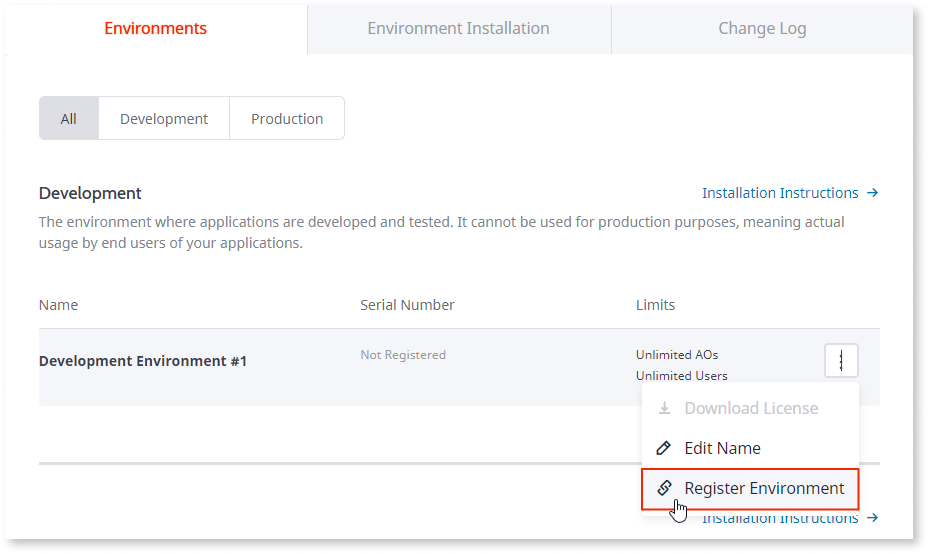 Environments
Environment Installation
Change Log
All
Development
Production
Development
Installation Instructions →
The environment where applications are developed and tested. It cannot be used for production purposes, meaning actual
usage by end users of your applications.
Name
Serial Number
Limits
Development Environment #1
Not Registered
Unlimited AOs
Unlimited Users
Download License
Edit Name
Register Environment
Installation Instructions →